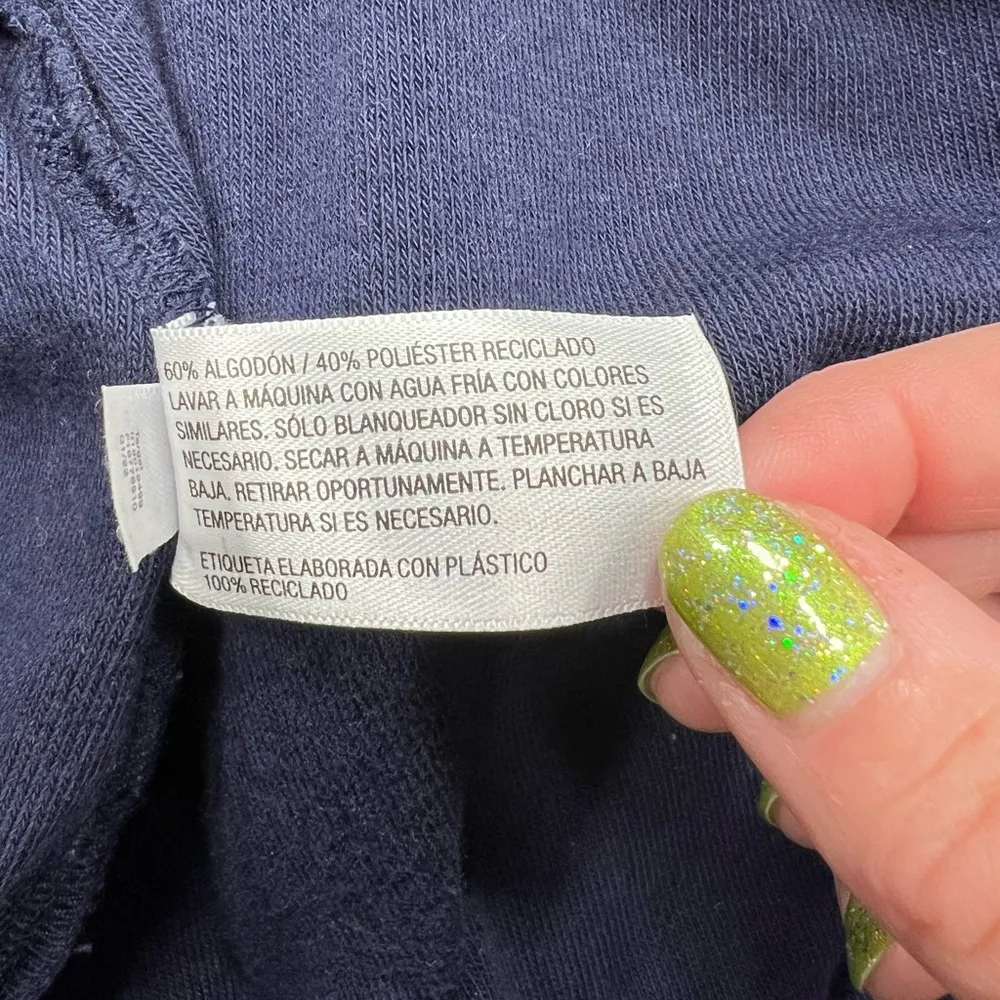 60% ALGODÓN / 40% POLIÉSTER RECICLADO
LAVAR A MÁQUINA CON AGUA FRÍA CON COLORES
SIMILARES. SÓLO BLANQUEADOR SIN CLORO SI ES
NECESARIO. SECAR A MÁQUINA A TEMPERATURA
BAJA. RETIRAR OPORTUNAMENTE. PLANCHAR A BAJA
TEMPERATURA SI ES NECESARIO.
ETIQUETA ELABORADA CON PLÁSTICO
100% RECICLADO